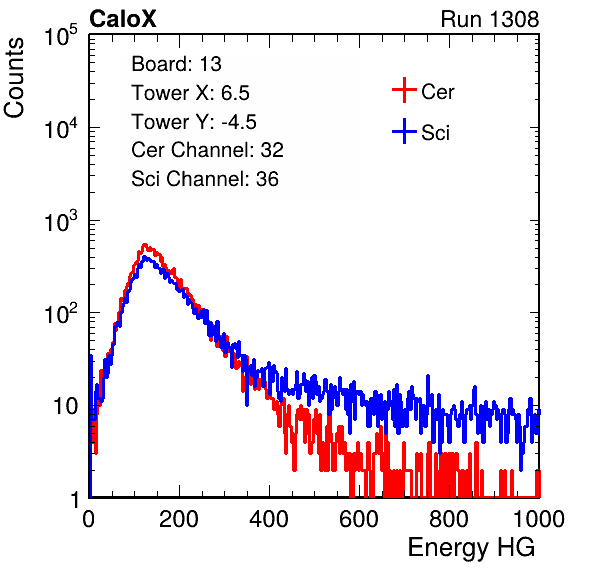 CaloX Run 1308
Counts
Board: 13
Tower X: 6.5
Tower Y: -4.5
Cer Channel: 32
Sci Channel: 36
Cer
Sci
10^5
10^4
10^3
10^2
10
1
0 200 400 600 800 1000
Energy HG